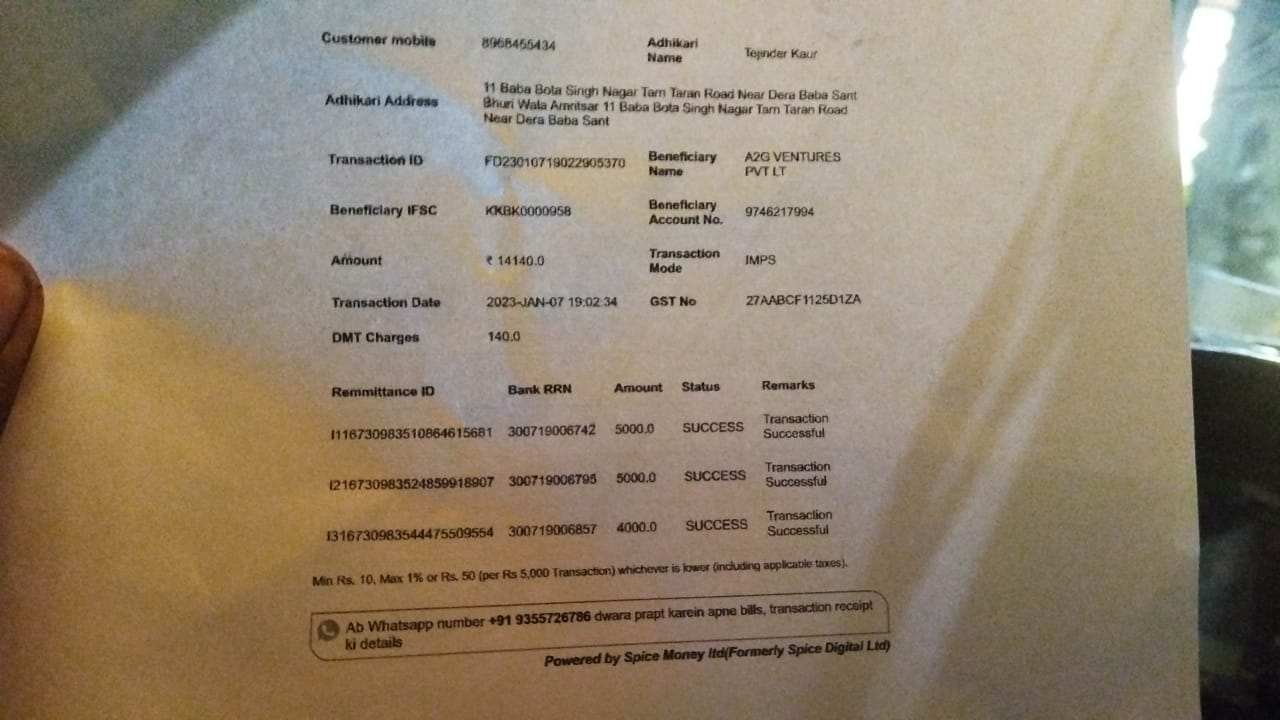 Customer mobile 8968455434 Adhikari Name Tejinder Kaur
Adhikari Address 11 Baba Bota Singh Nagar Tarn Taran Road Near Dera Baba Sant
Bhuri Wala Amritsar 11 Baba Bota Singh Nagar Tarn Taran Road
Near Dera Baba Sant
Transaction ID FD23010719022905370 Beneficiary Name A2G VENTURES PVT LT
Beneficiary IFSC KKBK0000958 Beneficiary Account No. 9746217994
Amount ₹ 14140.0 Transaction Mode IMPS
Transaction Date 2023-JAN-07 19:02:34 GST No 27AABCF1125D1ZA
DMT Charges 140.0
Remmittance ID Bank RRN Amount Status Remarks
I116730983510864615681 300719006742 5000.0 SUCCESS Transaction Successful
I216730983524859918907 300719006795 5000.0 SUCCESS Transaction Successful
I316730983544475509554 300719006857 4000.0 SUCCESS Transaction Successful
Min Rs. 10, Max 1% or Rs. 50 (per Rs 5,000 Transaction) whichever is lower (including applicable taxes).
Ab Whatsapp number +91 9355726786 dwara prapt karein apne bills, transaction receipt
ki details
Powered by Spice Money ltd(Formerly Spice Digital Ltd)